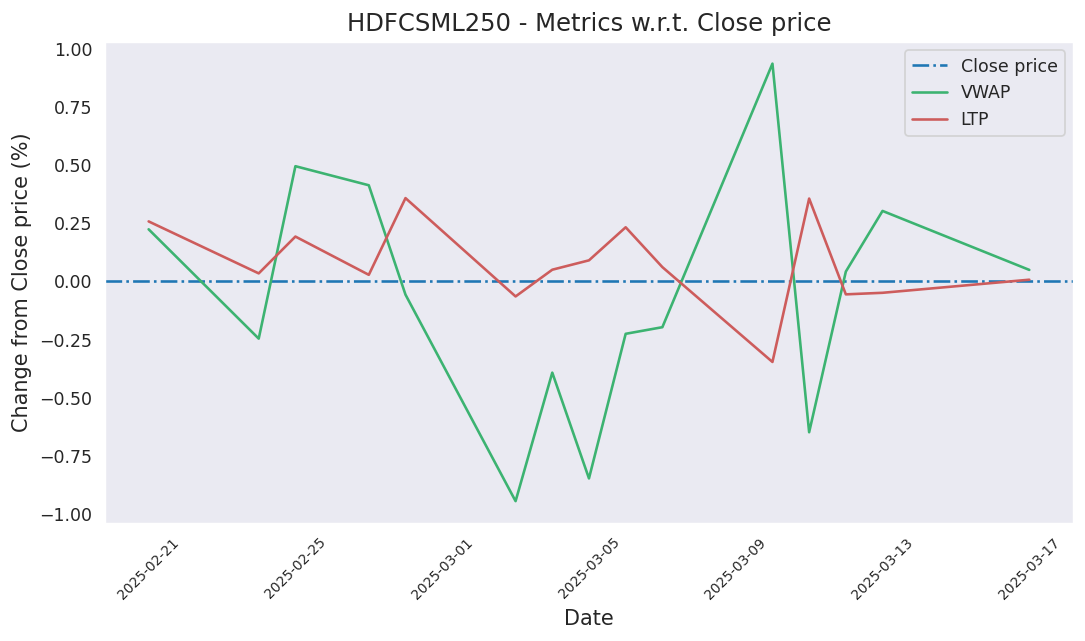 HDFCSML250 - Metrics w.r.t. Close price
Change from Close price (%)
1.00
0.75
0.50
0.25
0.00
−0.25
−0.50
−0.75
−1.00
Close price
VWAP
LTP
2025-02-21
2025-02-25
2025-03-01
2025-03-05
2025-03-09
2025-03-13
2025-03-17
Date